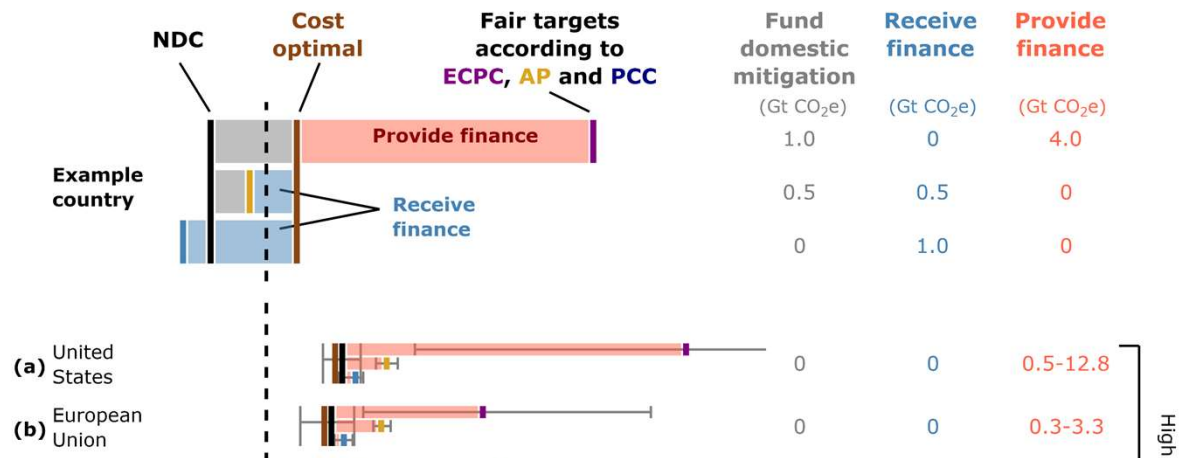 NDC
Cost
optimal
Fair targets
according to
ECPC, AP and PCC
Fund
domestic
mitigation
(Gt CO₂e)
Receive
finance
(Gt CO₂e)
Provide
finance
(Gt CO₂e)
Example
country
Provide finance
Receive
finance
1.0 0 4.0
0.5 0.5 0
0 1.0 0
(a) United
States
0 0 0.5-12.8
(b) European
Union
0 0 0.3-3.3
High